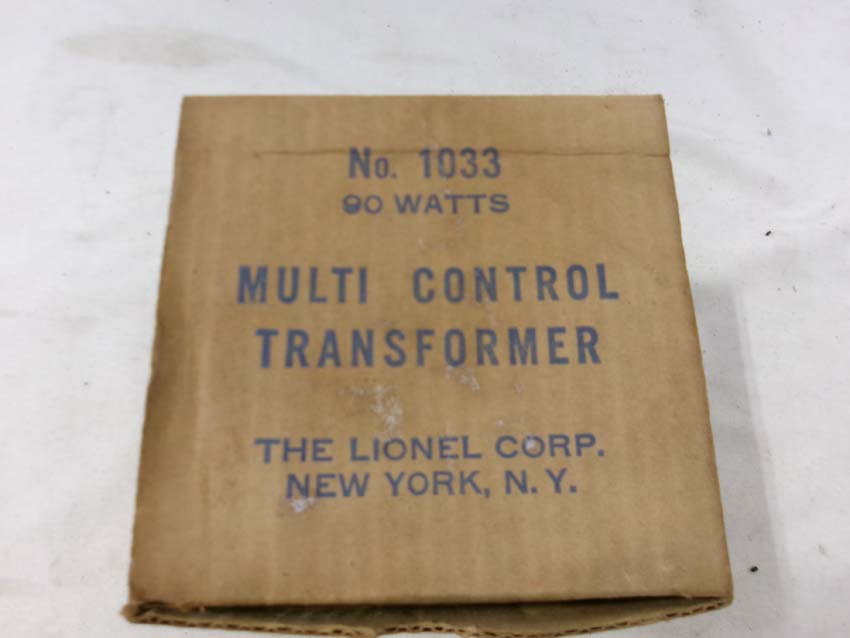 No. 1033
90 WATTS
MULTI CONTROL
TRANSFORMER
THE LIONEL CORP.
NEW YORK, N. Y.